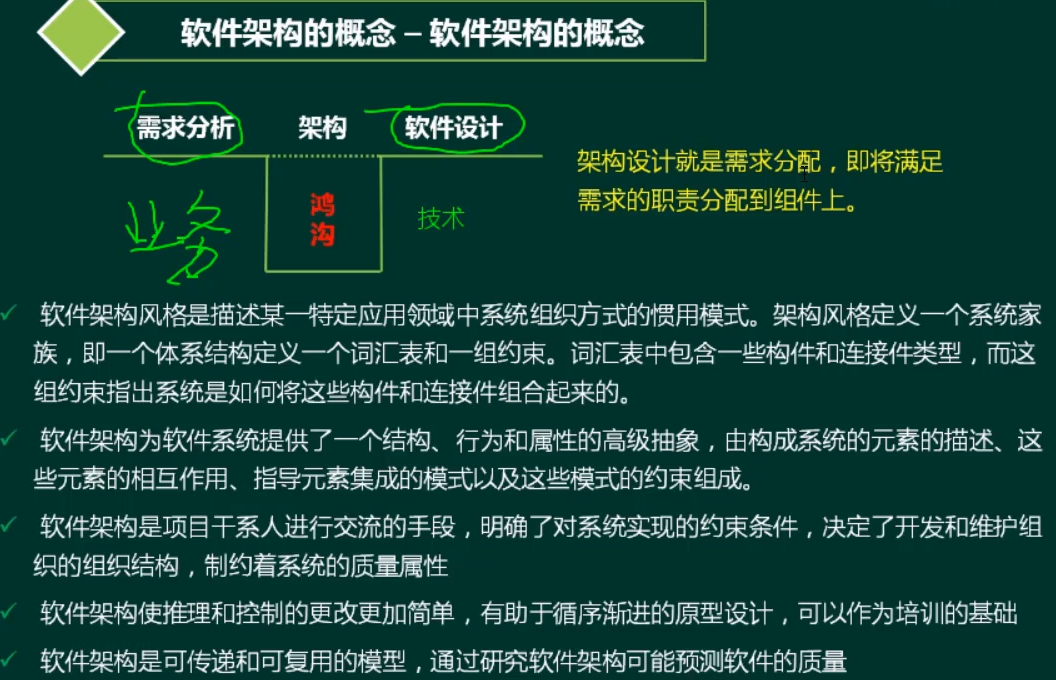 软件架构的概念 – 软件架构的概念
需求分析 架构 软件设计
架构设计就是需求分配，即将满足
需求的职责分配到组件上。
业务
鸿
沟
技术
软件架构风格是描述某一特定应用领域中系统组织方式的惯用模式。架构风格定义一个系统家
族，即一个体系结构定义一个词汇表和一组约束。词汇表中包含一些构件和连接件类型，而这
组约束指出系统是如何将这些构件和连接件组合起来的。
软件架构为软件系统提供了一个结构、行为和属性的高级抽象，由构成系统的元素的描述、这
些元素的相互作用、指导元素集成的模式以及这些模式的约束组成。
软件架构是项目干系人进行交流的手段，明确了对系统实现的约束条件，决定了开发和维护组
织的组织结构，制约着系统的质量属性
软件架构使推理和控制的更改更加简单，有助于循序渐进的原型设计，可以作为培训的基础
软件架构是可传递和可复用的模型，通过研究软件架构可能预测软件的质量